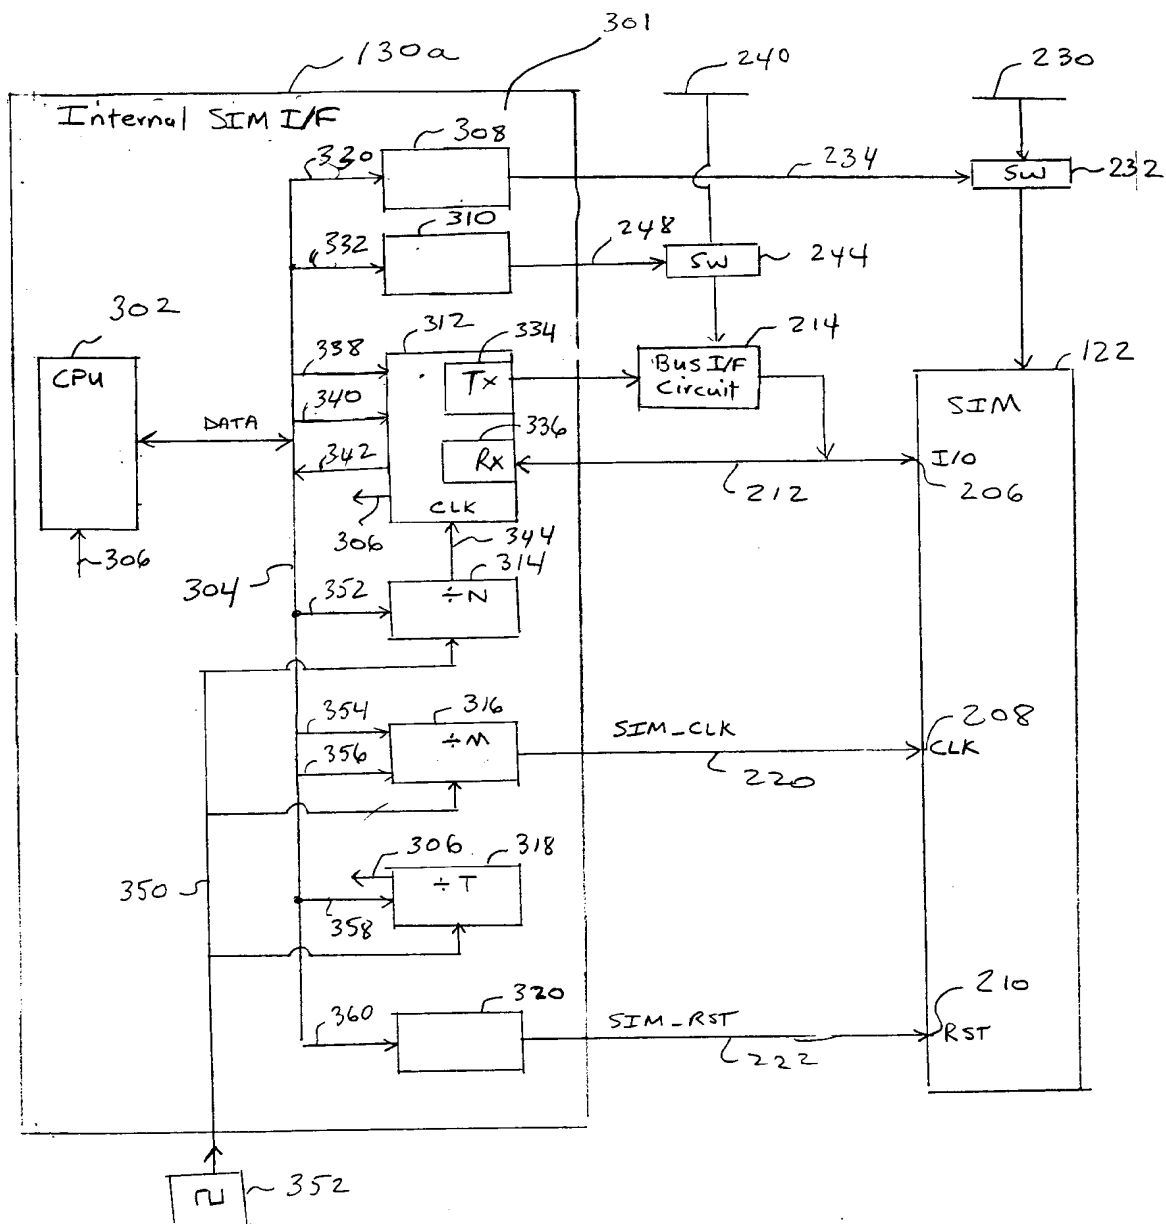 301
130a
240
230
Internal SIM I/F
308
330
234
SW
232
310
332
248
SW
244
302
312
334
214
122
CPU
338
Tx
Bus I/F
Circuit
SIM
340
DATA
336
342
Rx
I/O
212
206
CLK
306
306
344
314
304
352
÷N
354
316
SIM_CLK
208
÷M
CLK
356
220
306
318
÷T
350
358
320
210
360
SIM_RST
RST
222
352